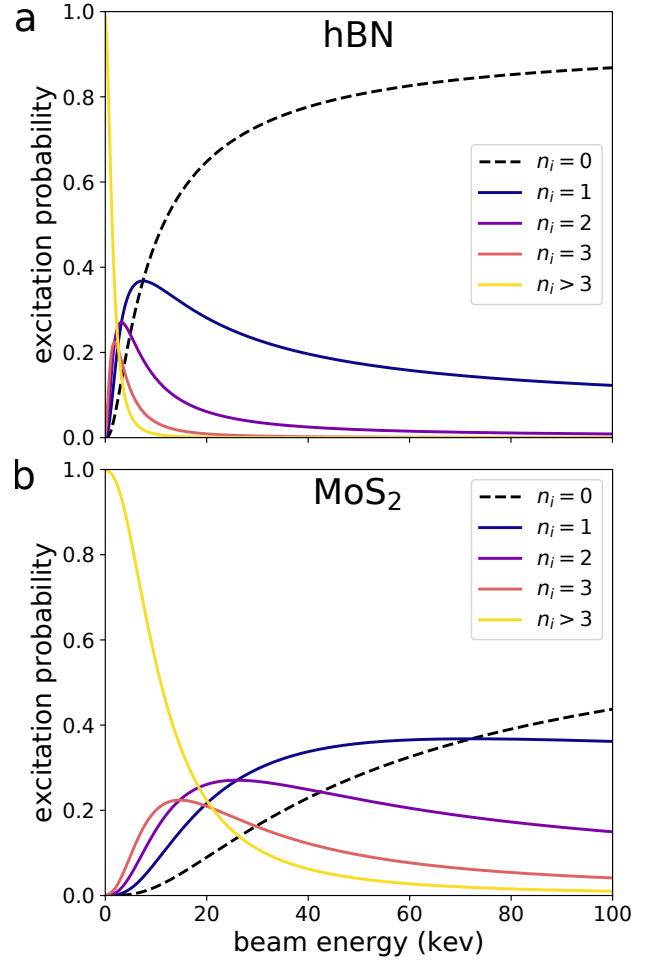 a
hBN
excitation probability
1.0
0.8
0.6
0.4
0.2
0.0
n_i = 0
n_i = 1
n_i = 2
n_i = 3
n_i > 3
b
MoS₂
excitation probability
1.0
0.8
0.6
0.4
0.2
0.0
n_i = 0
n_i = 1
n_i = 2
n_i = 3
n_i > 3
0 20 40 60 80 100
beam energy (kev)